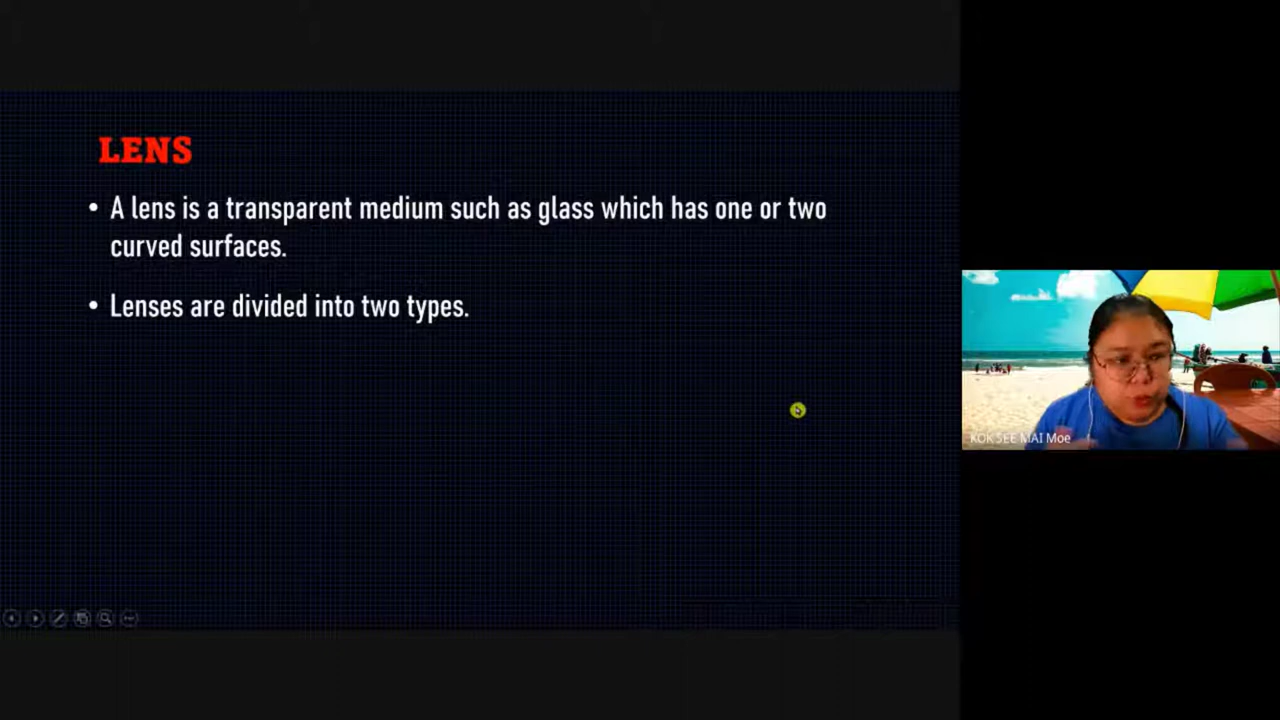 LENS
• A lens is a transparent medium such as glass which has one or two
curved surfaces.
• Lenses are divided into two types.
KOK SEE MAI Moe